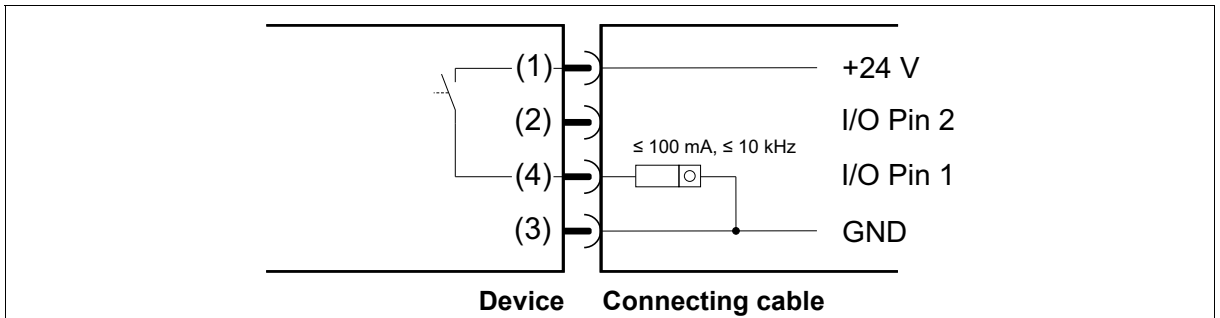 (1) +24 V
(2) I/O Pin 2
≤ 100 mA, ≤ 10 kHz
(4) I/O Pin 1
(3) GND
Device Connecting cable